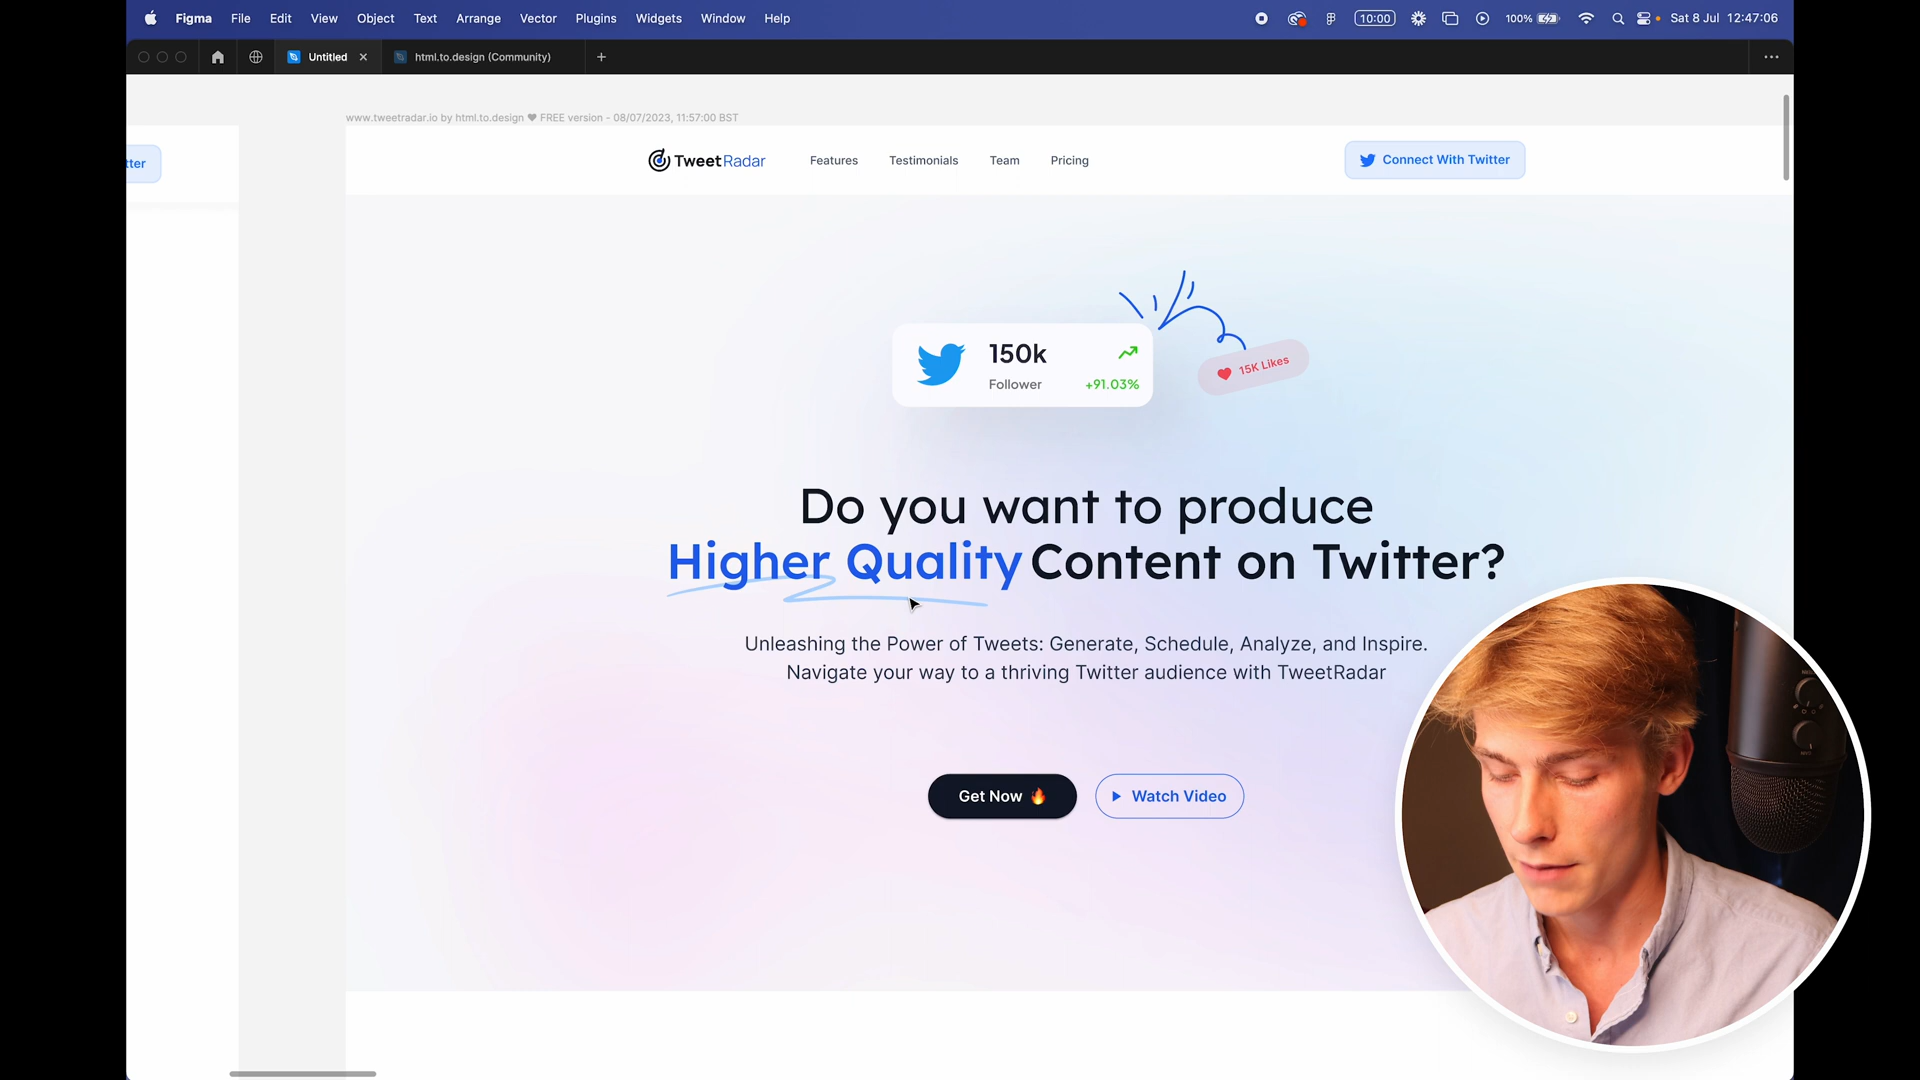 Figma File Edit View Object Text Arrange Vector Plugins Widgets Window Help 10:00 100% Sat 8 Jul 12:47:06
Untitled html.to.design (Community)
www.tweetradar.io by html.to.design ♥ FREE version - 08/07/2023, 11:57:00 BST
tter
TweetRadar Features Testimonials Team Pricing Connect With Twitter
150k
Follower +91.03%
15K Likes
Do you want to produce
Higher Quality Content on Twitter?
Unleashing the Power of Tweets: Generate, Schedule, Analyze, and Inspire.
Navigate your way to a thriving Twitter audience with TweetRadar
Get Now 🔥 Watch Video